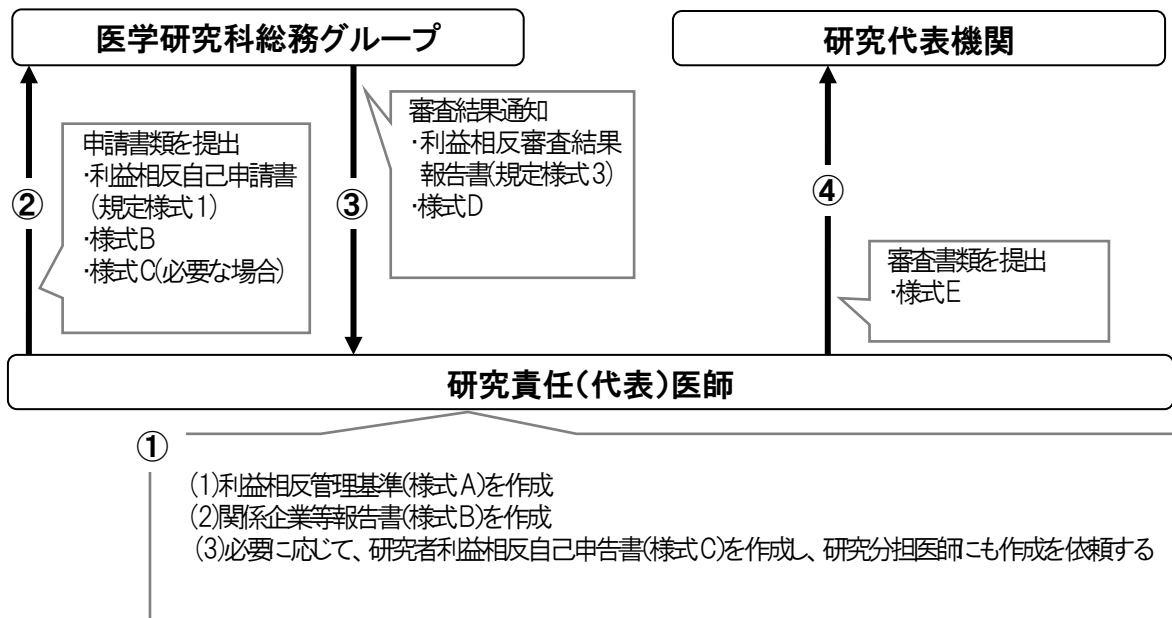 医学研究科総務グループ
研究代表機関
②
申請書類を提出
・利益相反自己申請書
(規定様式1)
・様式B
・様式C(必要な場合)
③
審査結果通知
・利益相反審査結果
報告書(規定様式3)
・様式D
④
審査書類を提出
・様式E
研究責任(代表)医師
①
(1)利益相反管理基準(様式A)を作成
(2)関係企業等報告書(様式B)を作成
(3)必要に応じて、研究者利益相反自己申告書(様式C)を作成し、研究分担医師にも作成を依頼する